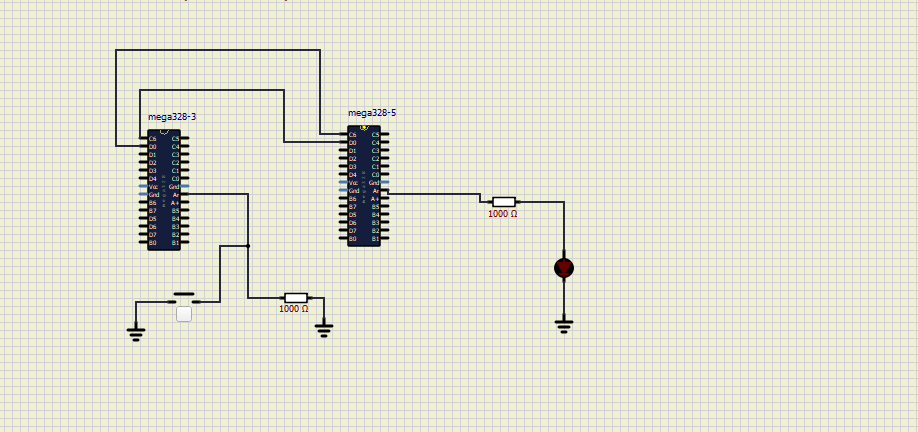 mega328-3
mega328-5
C6 C5
D0 C4
D1 C3
D2 C2
D3 C1
D4 C0
Vcc Gnd
Gnd Ar
B6 A+
B7 B5
D5 B4
D6 B3
D7 B2
B0 B1
C6 C5
D0 C4
D1 C3
D2 C2
D3 C1
D4 C0
Vcc Gnd
Gnd Ar
B6 A+
B7 B5
D5 B4
D6 B3
D7 B2
B0 B1
1000 Ω
1000 Ω